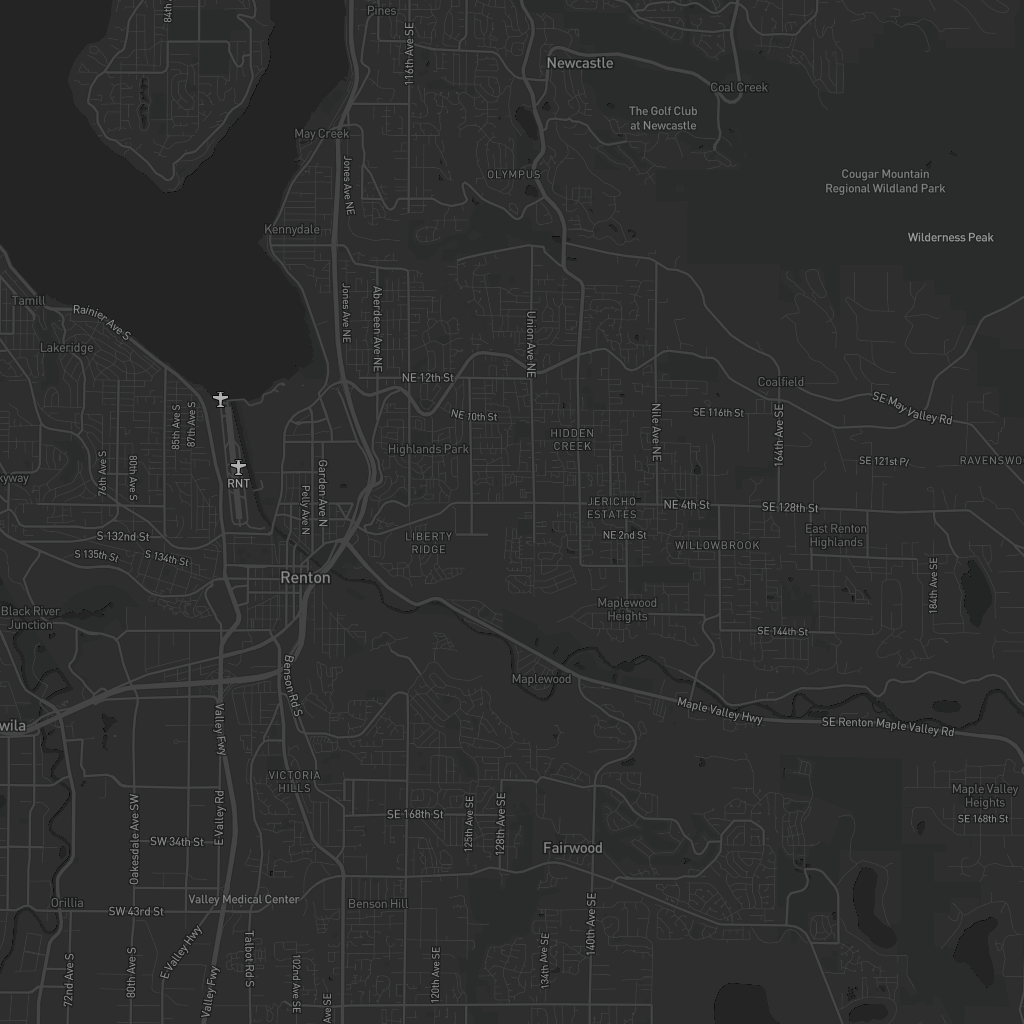 84th
Pines
116th Ave SE
Newcastle
Coal Creek
The Golf Club
at Newcastle
May Creek
Jones Ave NE
OLYMPUS
Cougar Mountain
Regional Wildland Park
Kennydale
Wilderness Peak
Tamill
Rainier Ave S
Jones Ave NE
Aberdeen Ave NE
Union Ave NE
Lakeridge
NE 12th St
Coalfield
85th Ave S
87th Ave S
NE 10th St
Nile Ave NE
SE 116th St
164th Ave SE
SE May Valley Rd
HIDDEN
CREEK
Highlands Park
76th Ave S
80th Ave S
SE 121st Pl
RAVENSWO
kyway
RNT
Pelly Ave N
Garden Ave N
JERICHO
ESTATES
NE 4th St
SE 128th St
S 132nd St
LIBERTY
RIDGE
NE 2nd St
East Renton
Highlands
WILLOWBROOK
S 135th St
S 134th St
Renton
184th Ave SE
Black River
Junction
Maplewood
Heights
SE 144th St
Benson Rd S
Maplewood
Maple Valley Hwy
SE Renton Maple Valley Rd
wila
Valley Fwy
VICTORIA
HILLS
Maple Valley
Heights
SE 168th St
Oakesdale Ave SW
E Valley Rd
SE 168th St
125th Ave SE
128th Ave SE
SW 34th St
Fairwood
Orillia
Valley Medical Center
SW 43rd St
Benson Hill
140th Ave SE
E Valley Hwy
Talbot Rd S
72nd Ave S
80th Ave S
Valley Fwy
102nd Ave SE
Ave SE
120th Ave SE
134th Ave SE